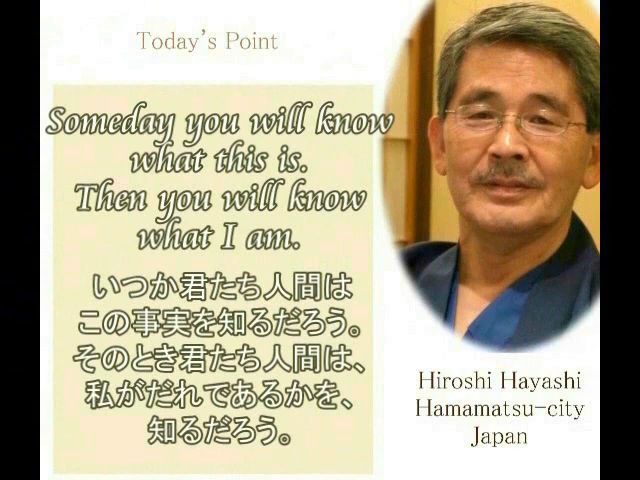 Today's Point
Someday you will know
what this is.
Then you will know
what I am.
いつか君たち人間は
この事実を知るだろう。
そのとき君たち人間は、
私がだれであるかを、
知るだろう。
Hiroshi Hayashi
Hamamatsu-city
Japan